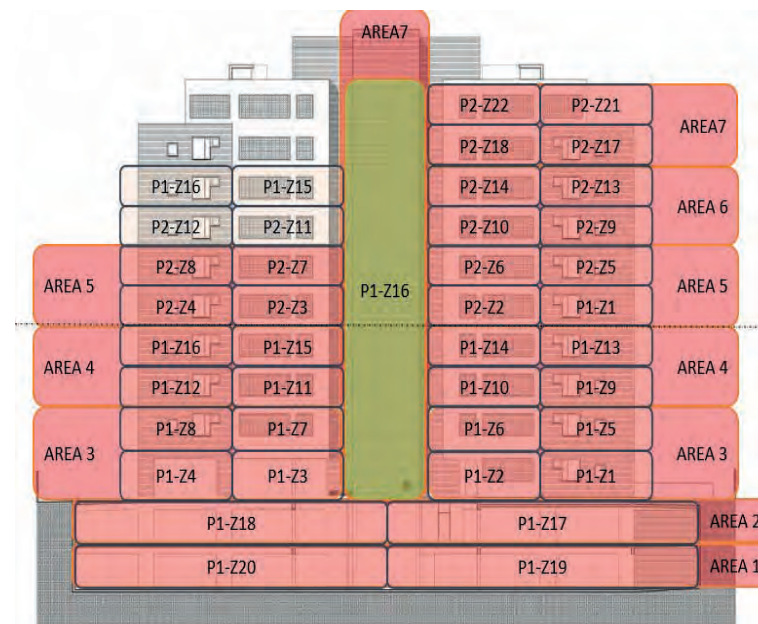 AREA7
P2-Z22 P2-Z21
AREA7
P2-Z18 P2-Z17
P1-Z16 P1-Z15 P2-Z14 P2-Z13
AREA 6
P2-Z12 P2-Z11 P2-Z10 P2-Z9
P2-Z8 P2-Z7 P2-Z6 P2-Z5
AREA 5 P1-Z16 AREA 5
P2-Z4 P2-Z3 P2-Z2 P1-Z1
P1-Z16 P1-Z15 P1-Z14 P1-Z13
AREA 4 AREA 4
P1-Z12 P1-Z11 P1-Z10 P1-Z9
P1-Z8 P1-Z7 P1-Z6 P1-Z5
AREA 3 AREA 3
P1-Z4 P1-Z3 P1-Z2 P1-Z1
P1-Z18 P1-Z17 AREA 2
P1-Z20 P1-Z19 AREA 1